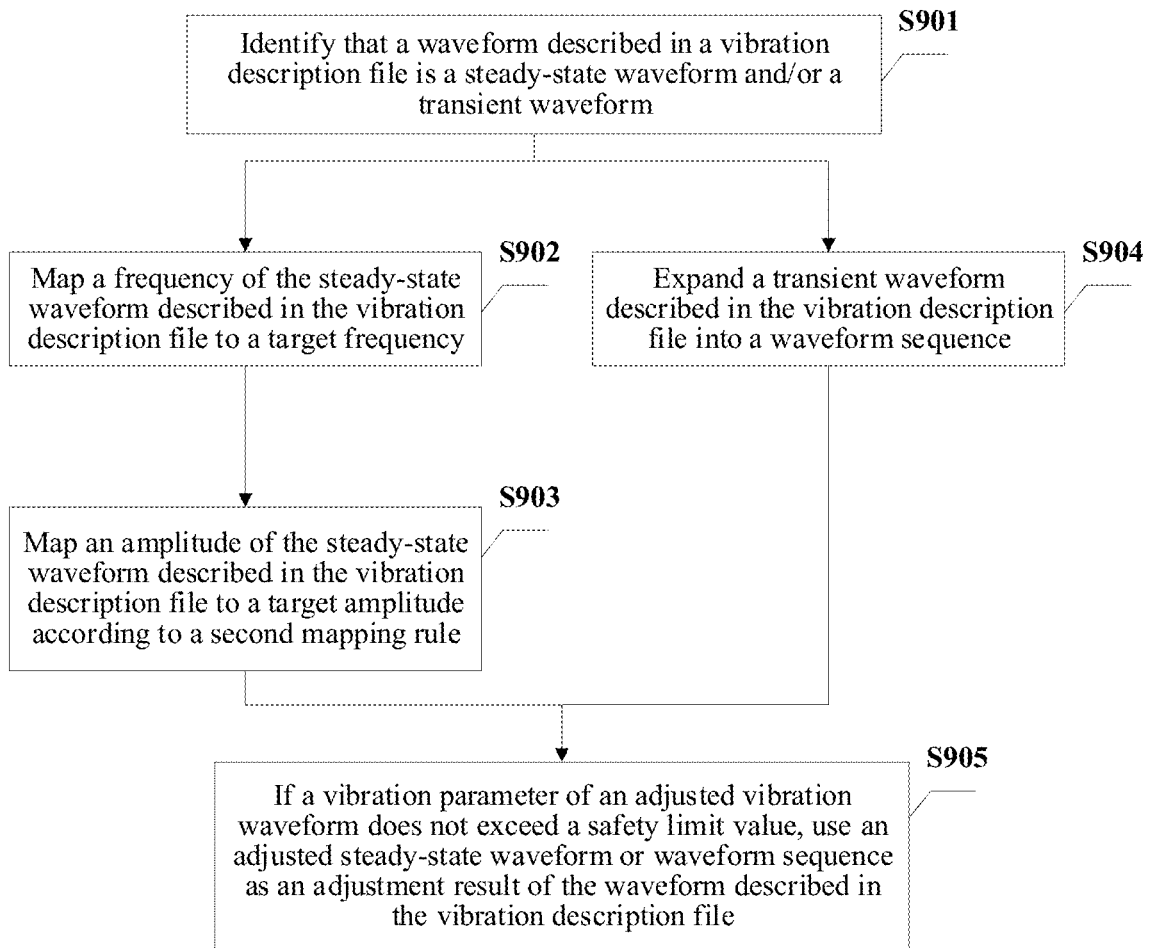 S901
Identify that a waveform described in a vibration
description file is a steady-state waveform and/or a
transient waveform
S902
Map a frequency of the steady-state
waveform described in the vibration
description file to a target frequency
S904
Expand a transient waveform
described in the vibration description
file into a waveform sequence
S903
Map an amplitude of the steady-state
waveform described in the vibration
description file to a target amplitude
according to a second mapping rule
S905
If a vibration parameter of an adjusted vibration
waveform does not exceed a safety limit value, use an
adjusted steady-state waveform or waveform sequence
as an adjustment result of the waveform described in
the vibration description file